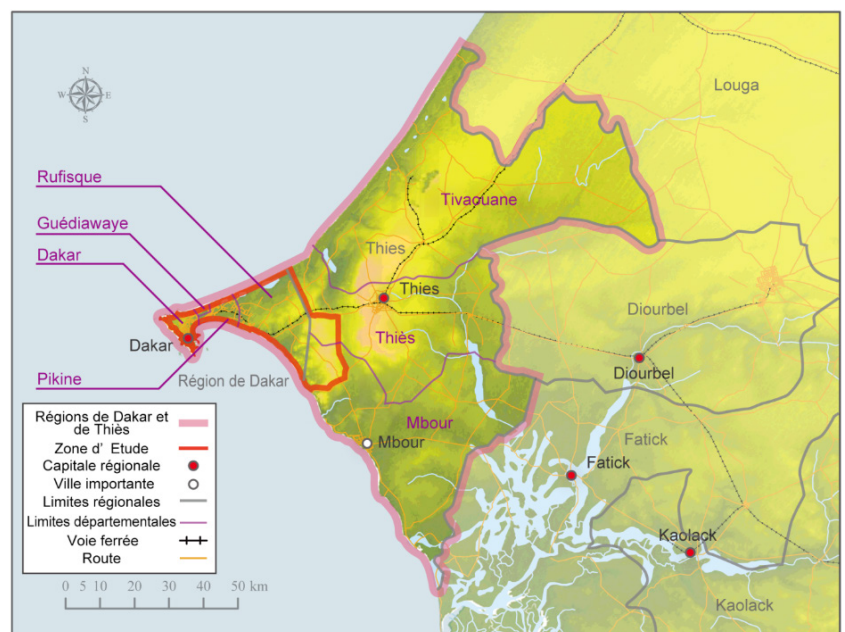 N
W
E
S
Louga
Rufisque
Tivaouane
Guédiawaye
Thies
Dakar
Thies
Diourbel
Thiès
Dakar
Diourbel
Pikine
Région de Dakar
Mbour
Mbour
Fatick
Fatick
Kaolack
Kaolack
Régions de Dakar et
de Thiès
Zone d' Etude
Capitale régionale
Ville importante
Limites régionales
Limites départementales
Voie ferrée
Route
0 5 10 20 30 40 50 km